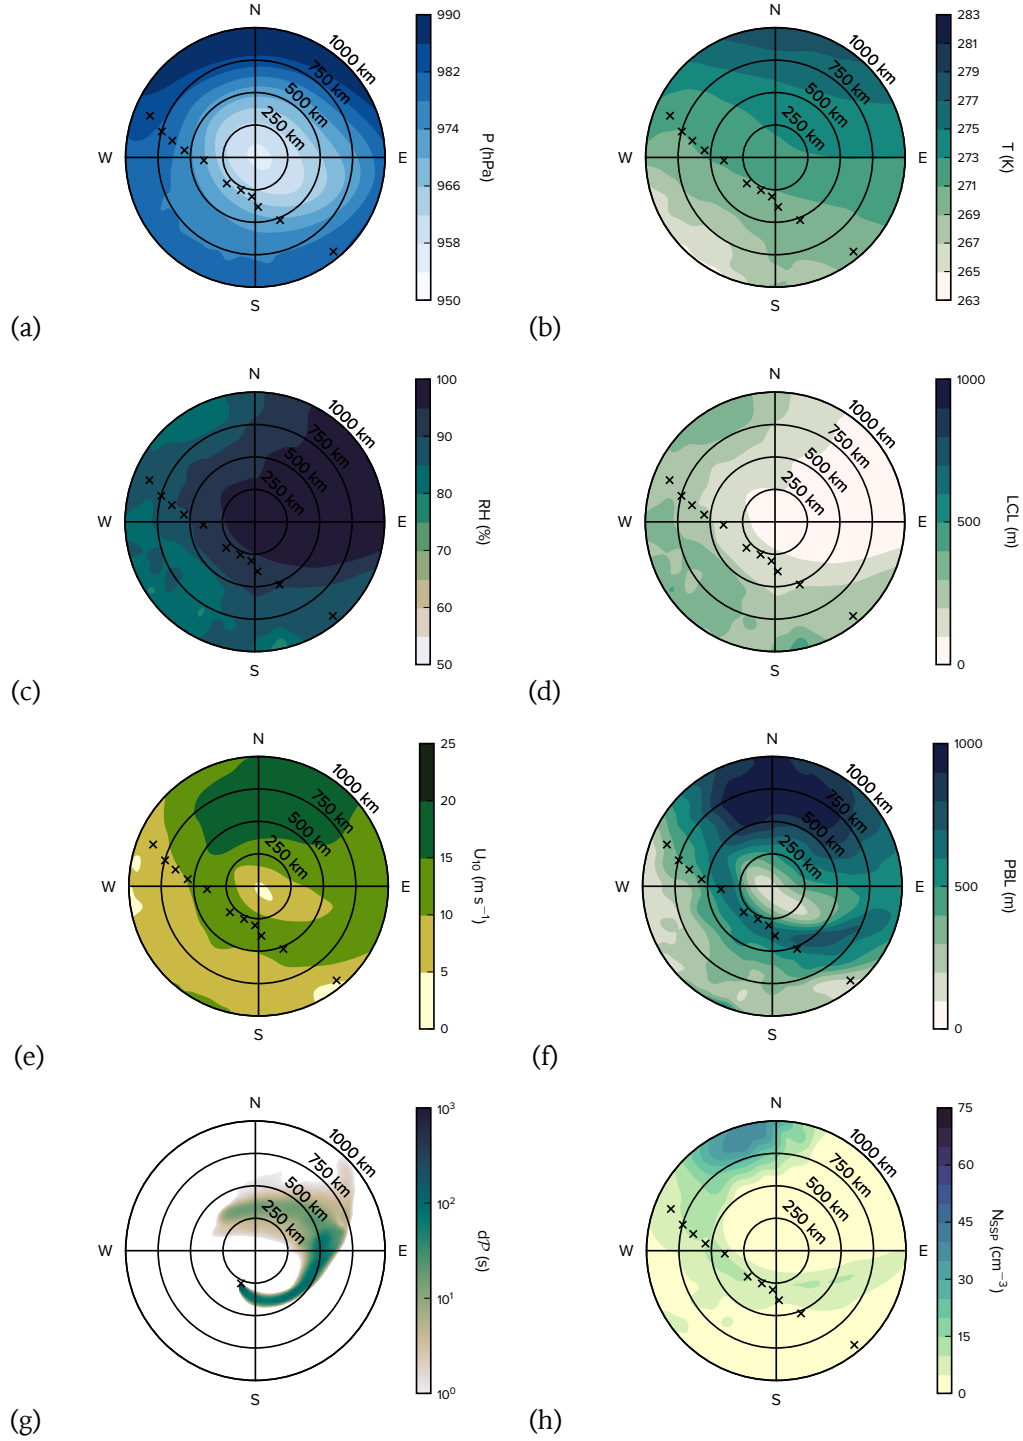 N
1000 km
750 km
500 km
250 km
W
E
S
990
982
974
966
958
950
P (hPa)
(a)
N
1000 km
750 km
500 km
250 km
W
E
S
283
281
279
277
275
273
271
269
267
265
263
T (K)
(b)
N
1000 km
750 km
500 km
250 km
W
E
S
100
90
80
70
60
50
RH (%)
(c)
N
1000 km
750 km
500 km
250 km
W
E
S
1000
500
0
LCL (m)
(d)
N
1000 km
750 km
500 km
250 km
W
E
S
25
20
15
10
5
0
U₁₀ (m s⁻¹)
(e)
N
1000 km
750 km
500 km
250 km
W
E
S
1000
500
0
PBL (m)
(f)
N
1000 km
750 km
500 km
250 km
W
E
S
10³
10²
10¹
10⁰
d𝒫 (s)
(g)
N
1000 km
750 km
500 km
250 km
W
E
S
75
60
45
30
15
0
N_SSP (cm⁻³)
(h)